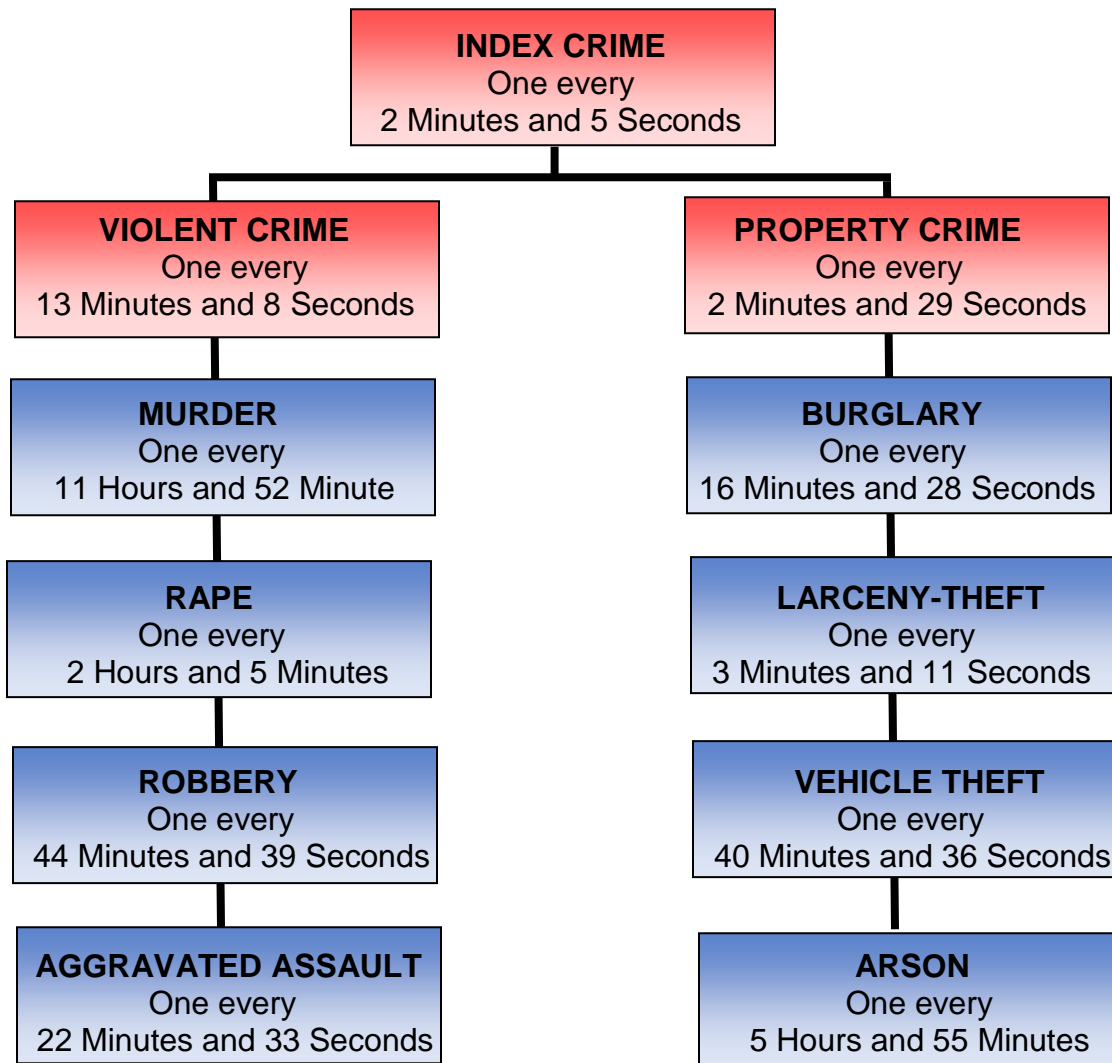 INDEX CRIME
One every
2 Minutes and 5 Seconds
VIOLENT CRIME
One every
13 Minutes and 8 Seconds
PROPERTY CRIME
One every
2 Minutes and 29 Seconds
MURDER
One every
11 Hours and 52 Minute
BURGLARY
One every
16 Minutes and 28 Seconds
RAPE
One every
2 Hours and 5 Minutes
LARCENY-THEFT
One every
3 Minutes and 11 Seconds
ROBBERY
One every
44 Minutes and 39 Seconds
VEHICLE THEFT
One every
40 Minutes and 36 Seconds
AGGRAVATED ASSAULT
One every
22 Minutes and 33 Seconds
ARSON
One every
5 Hours and 55 Minutes